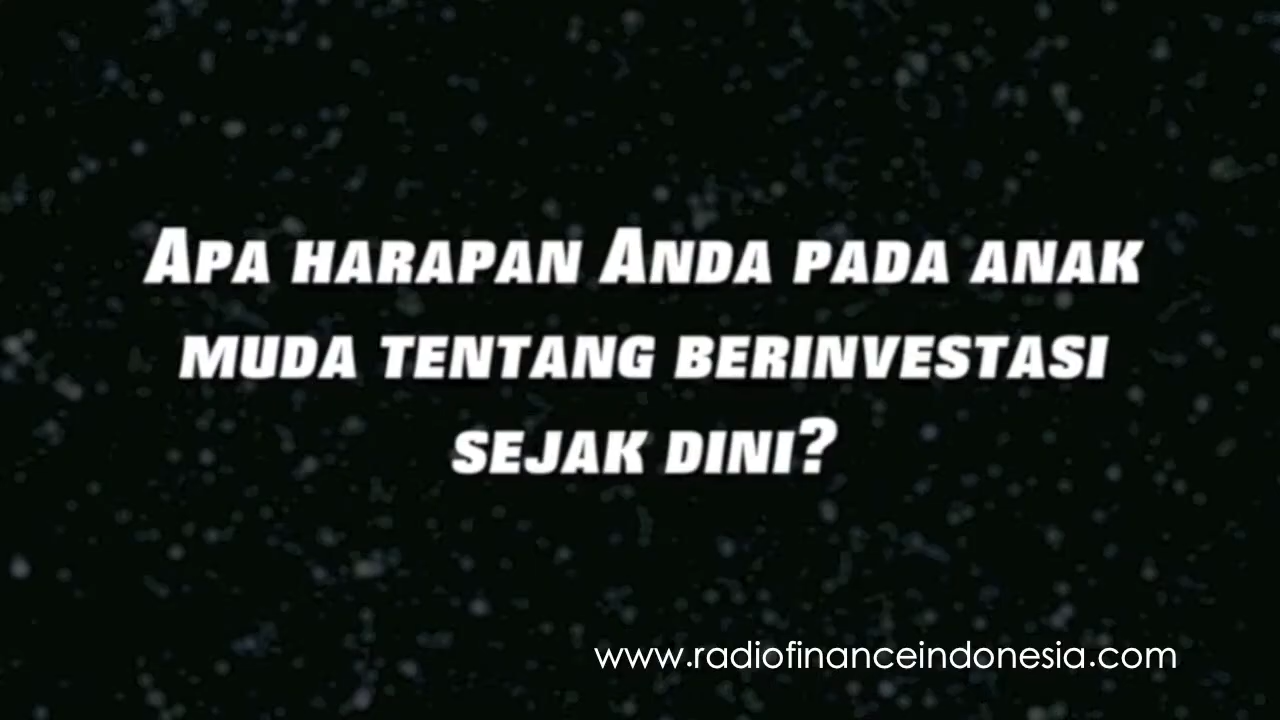 Apa harapan Anda pada anak
muda tentang berinvestasi
sejak dini?
www.radiofinanceindonesia.com